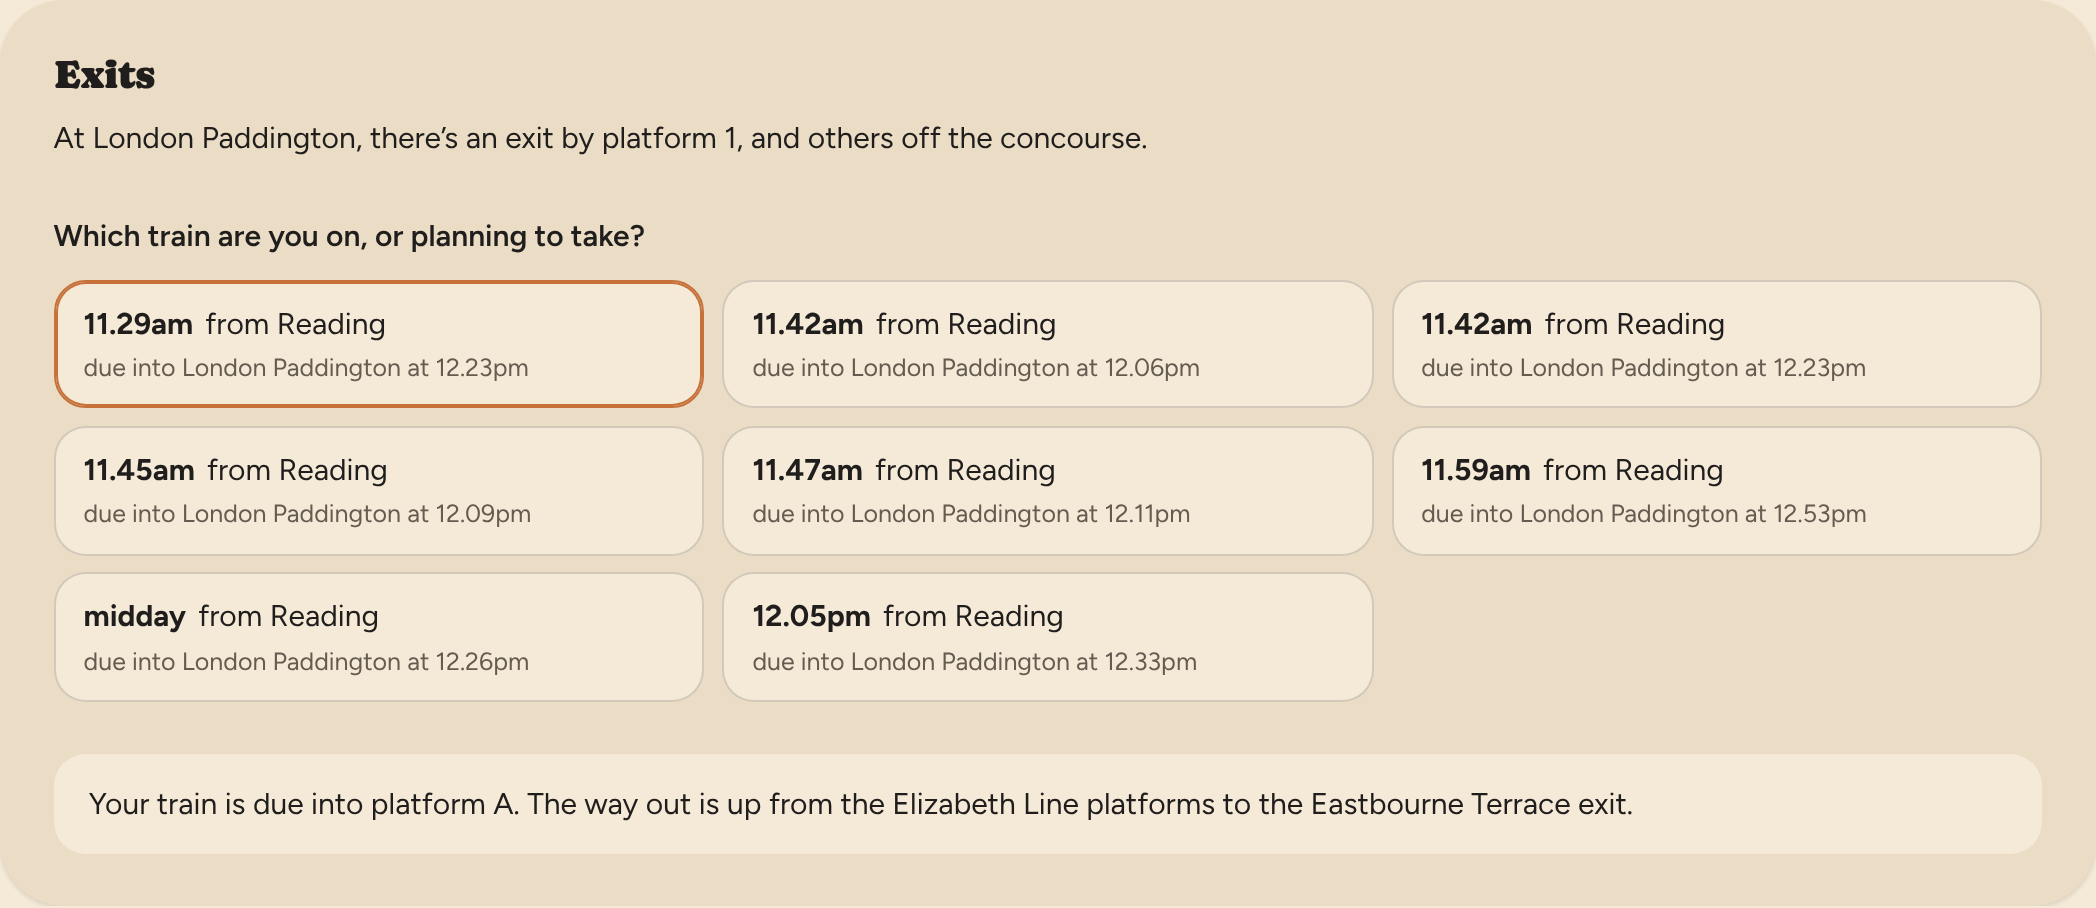 Exits
At London Paddington, there’s an exit by platform 1, and others off the concourse.
Which train are you on, or planning to take?
11.29am from Reading
due into London Paddington at 12.23pm
11.42am from Reading
due into London Paddington at 12.06pm
11.42am from Reading
due into London Paddington at 12.23pm
11.45am from Reading
due into London Paddington at 12.09pm
11.47am from Reading
due into London Paddington at 12.11pm
11.59am from Reading
due into London Paddington at 12.53pm
midday from Reading
due into London Paddington at 12.26pm
12.05pm from Reading
due into London Paddington at 12.33pm
Your train is due into platform A. The way out is up from the Elizabeth Line platforms to the Eastbourne Terrace exit.